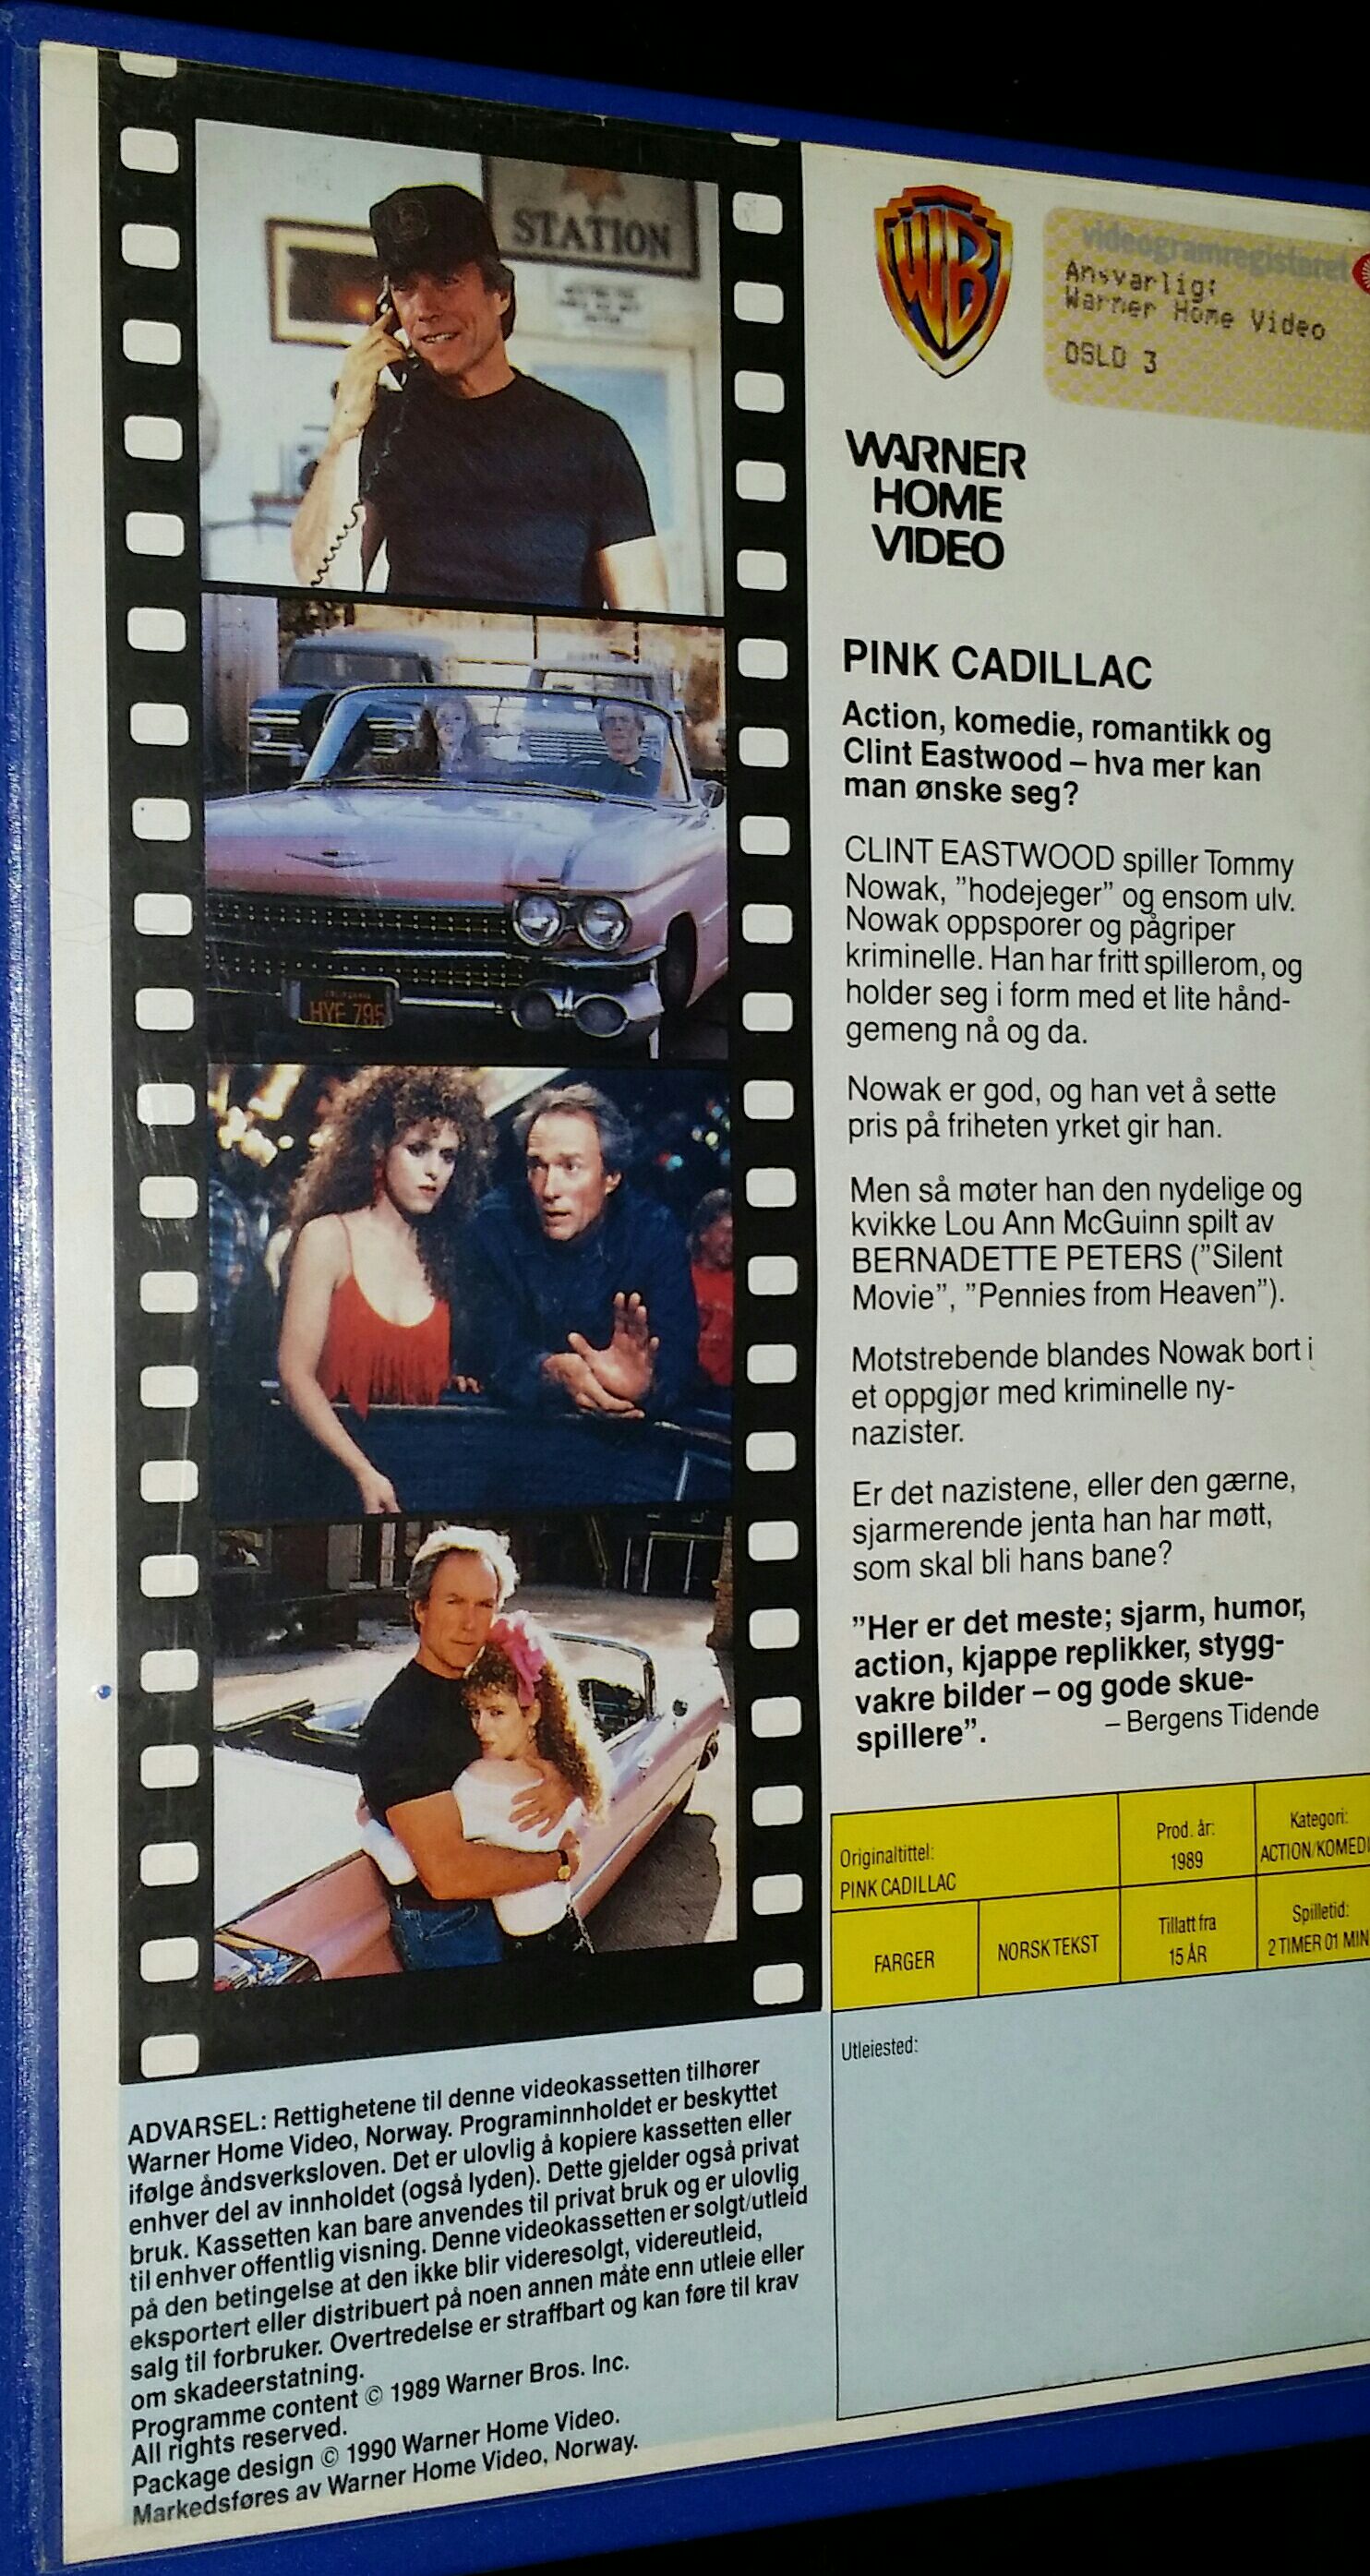 STATION
CALIFORNIA
HYF 795
WB
videogramregisteret
Ansvarlig:
Warner Home Video
OSLO 3
WARNER
HOME
VIDEO
PINK CADILLAC
Action, komedie, romantikk og
Clint Eastwood – hva mer kan
man ønske seg?
CLINT EASTWOOD spiller Tommy
Nowak, ”hodejeger” og ensom ulv.
Nowak oppsporer og pågriper
kriminelle. Han har fritt spillerom, og
holder seg i form med et lite hånd-
gemeng nå og da.
Nowak er god, og han vet å sette
pris på friheten yrket gir han.
Men så møter han den nydelige og
kvikke Lou Ann McGuinn spilt av
BERNADETTE PETERS (”Silent
Movie”, ”Pennies from Heaven”).
Motstrebende blandes Nowak bort i
et oppgjør med kriminelle ny-
nazister.
Er det nazistene, eller den gærne,
sjarmerende jenta han har møtt,
som skal bli hans bane?
”Her er det meste; sjarm, humor,
action, kjappe replikker, stygg-
vakre bilder – og gode skue-
spillere”. – Bergens Tidende
Originaltittel:
PINK CADILLAC
Prod. år:
1989
Kategori:
ACTION/KOMEDI
FARGER
NORSK TEKST
Tillatt fra
15 ÅR
Spilletid:
2 TIMER 01 MIN
Utleiested:
ADVARSEL: Rettighetene til denne videokassetten tilhører
Warner Home Video, Norway. Programinnholdet er beskyttet
ifølge åndsverksloven. Det er ulovlig å kopiere kassetten eller
enhver del av innholdet (også lyden). Dette gjelder også privat
bruk. Kassetten kan bare anvendes til privat bruk og er ulovlig
til enhver offentlig visning. Denne videokassetten er solgt/utleid
på den betingelse at den ikke blir videresolgt, videreutleid,
eksportert eller distribuert på noen annen måte enn utleie eller
salg til forbruker. Overtredelse er straffbart og kan føre til krav
om skadeerstatning.
Programme content © 1989 Warner Bros. Inc.
All rights reserved.
Package design © 1990 Warner Home Video.
Markedsføres av Warner Home Video, Norway.